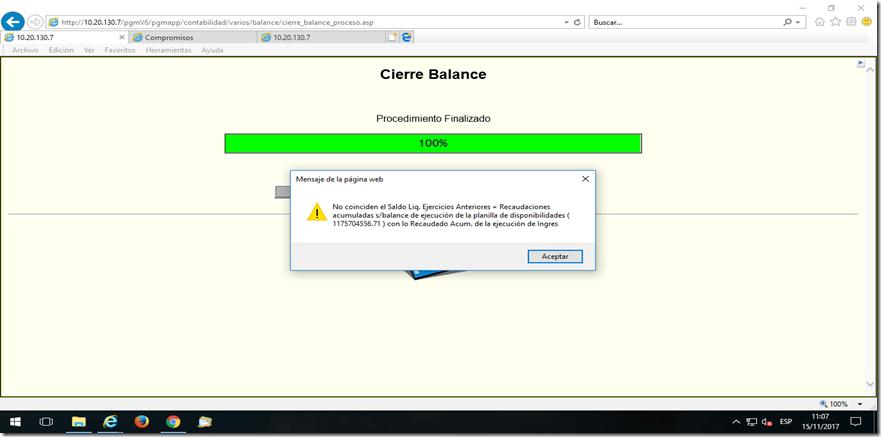 http://10.20.130.7/pgmV6/pgmapp/contabilidad/varios/balance/cierre_balance_proceso.asp
Buscar...
10.20.130.7
Compromisos
10.20.130.7
Archivo Edición Ver Favoritos Herramientas Ayuda
Cierre Balance
Procedimiento Finalizado
100%
Mensaje de la página web
No coinciden el Saldo Liq. Ejercicios Anteriores + Recaudaciones
acumuladas s/balance de ejecución de la planilla de disponibilidades (
1175704556.71 ) con lo Recaudado Acum. de la ejecución de Ingres
Aceptar
100%
ESP
11:07
15/11/2017